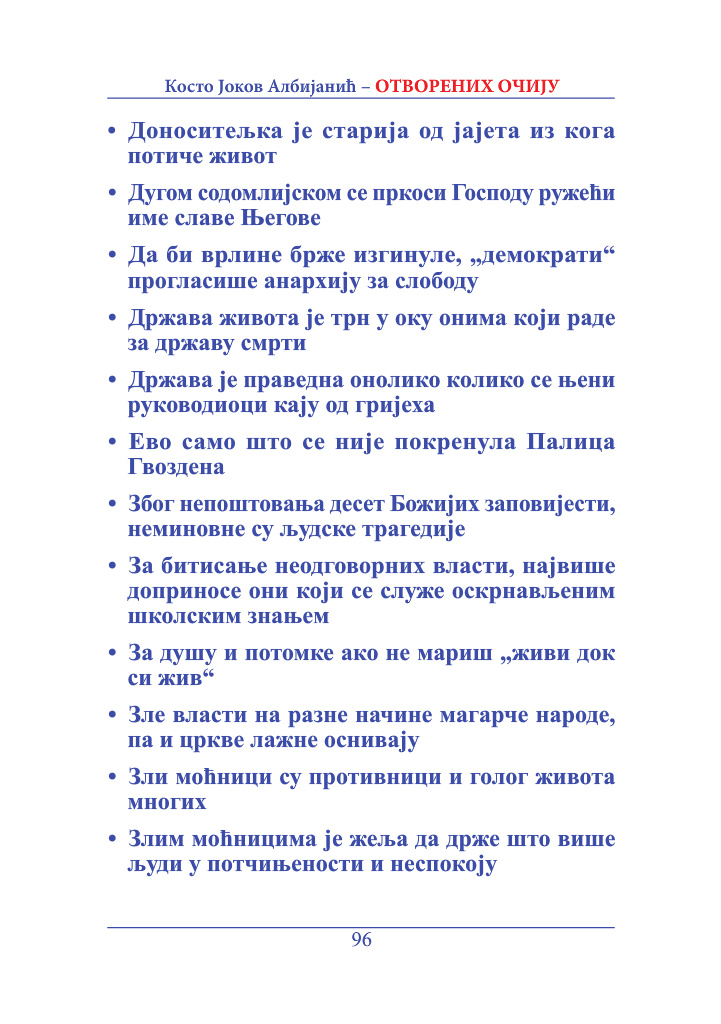 Косто Јоков Албијанић – ОТВОРЕНИХ ОЧИЈУ
• Доноситељка је старија од јајета из кога
потиче живот
• Дугом содомлијском се пркоси Господу ружећи
име славе Његове
• Да би врлине брже изгинуле, „демократи“
прогласише анархију за слободу
• Држава живота је трн у оку онима који раде
за државу смрти
• Држава је праведна онолико колико се њени
руководиоци кају од гријеха
• Ево само што се није покренула Палица
Гвоздена
• Због непоштовања десет Божијих заповијести,
неминовне су људске трагедије
• За битисање неодговорних власти, највише
доприносе они који се служе оскрнављеним
школским знањем
• За душу и потомке ако не мариш „живи док
си жив“
• Зле власти на разне начине магарче народе,
па и цркве лажне оснивају
• Зли моћници су противници и голог живота
многих
• Злим моћницима је жеља да држе што више
људи у потчињености и неспокоју
96